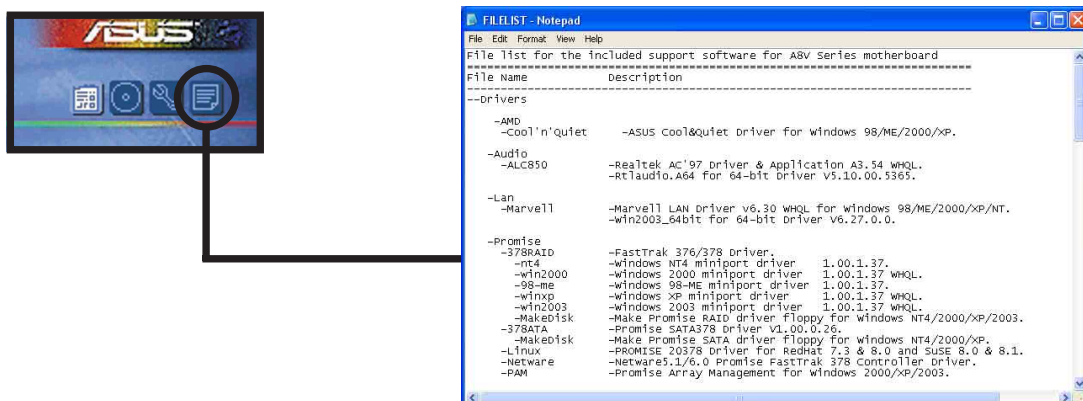 ASUS
FILELIST - Notepad
File Edit Format View Help
File list for the included support software for A8V Series motherboard
================================================================================
File Name Description
--------------------------------------------------------------------------------
--Drivers
-AMD
-Cool'n'Quiet -ASUS Cool&Quiet Driver for Windows 98/ME/2000/XP.
-Audio
-ALC850 -Realtek AC'97 Driver & Application A3.54 WHQL.
-Rtlaudio.A64 for 64-bit Driver V5.10.00.5365.
-Lan
-Marvell -Marvell LAN Driver v6.30 WHQL for Windows 98/ME/2000/XP/NT.
-Win2003_64bit for 64-bit Driver V6.27.0.0.
-Promise
-378RAID -FastTrak 376/378 Driver.
-nt4 -Windows NT4 miniport driver 1.00.1.37.
-win2000 -Windows 2000 miniport driver 1.00.1.37 WHQL.
-98-me -Windows 98-ME miniport driver 1.00.1.37.
-winxp -Windows XP miniport driver 1.00.1.37 WHQL.
-win2003 -Windows 2003 miniport driver 1.00.1.37 WHQL.
-MakeDisk -Make Promise RAID driver floppy for Windows NT4/2000/XP/2003.
-378ATA -Promise SATA378 Driver V1.00.0.26.
-MakeDisk -Make Promise SATA driver floppy for Windows NT4/2000/XP.
-Linux -PROMISE 20378 Driver for RedHat 7.3 & 8.0 and SuSE 8.0 & 8.1.
-Netware -Netware5.1/6.0 Promise FastTrak 378 Controller Driver.
-PAM -Promise Array Management for Windows 2000/XP/2003.